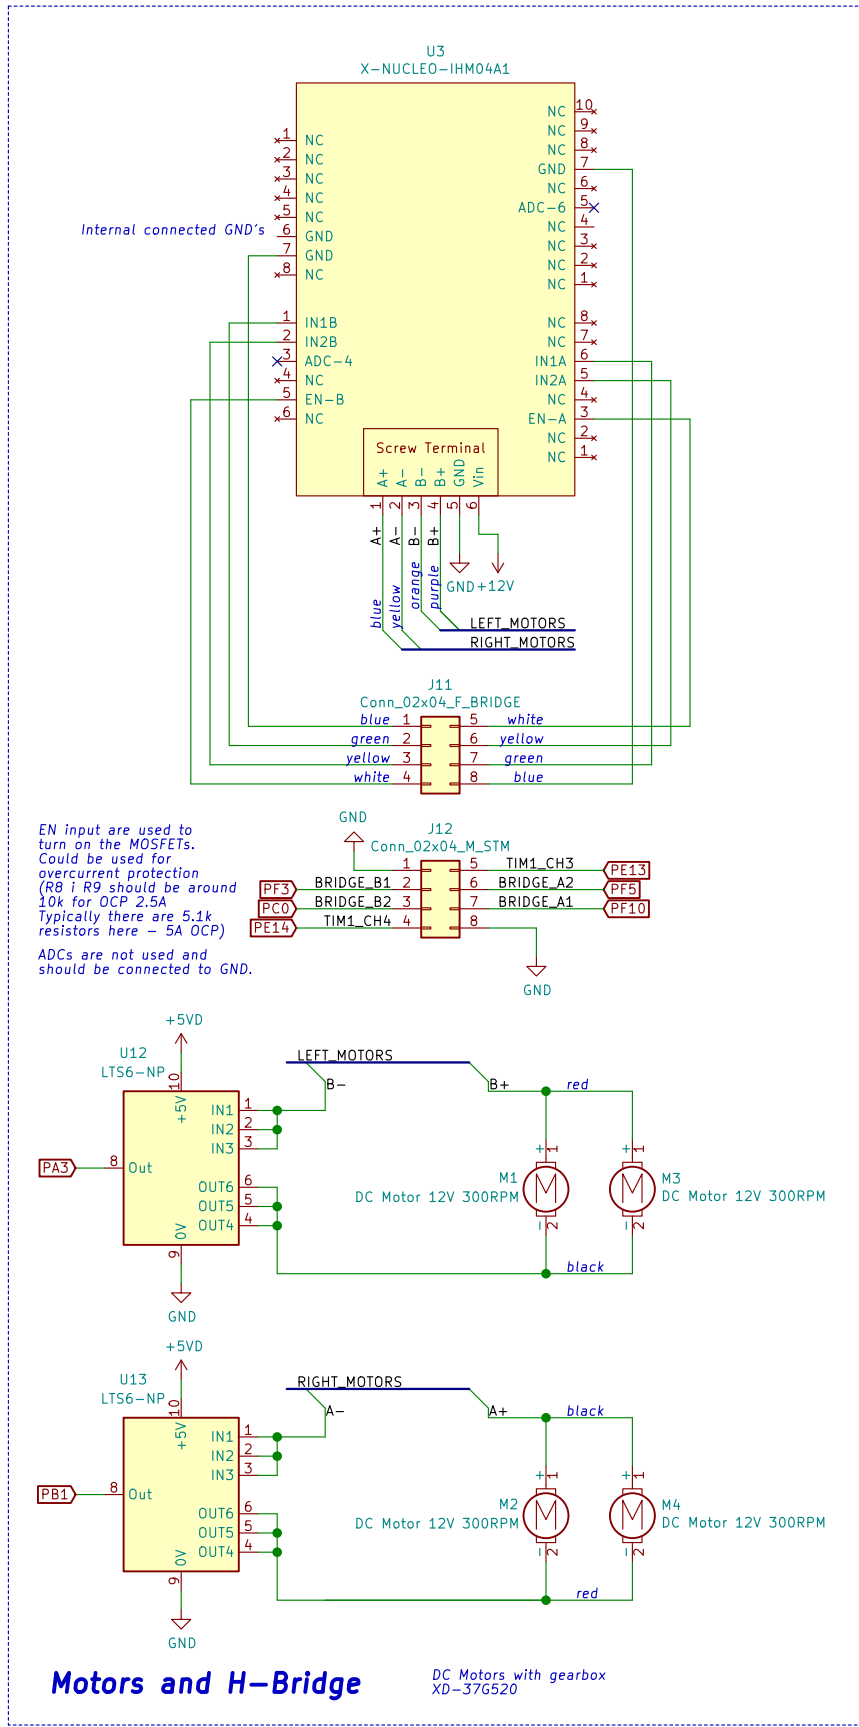 U3
X-NUCLEO-IHM04A1
1 NC
2 NC
3 NC
4 NC
5 NC
Internal connected GND's
6 GND
7 GND
8 NC
1 IN1B
2 IN2B
3 ADC-4
4 NC
5 EN-B
6 NC
NC 10
NC 9
NC 8
GND 7
NC 6
ADC-6 5
NC 4
NC 3
NC 2
NC 1
NC 8
NC 7
IN1A 6
IN2A 5
NC 4
EN-A 3
NC 2
NC 1
Screw Terminal
A+ A- B- B+ GND Vin
1 2 3 4 5 6
A+ A- B- B+
blue yellow orange purple
GND +12V
LEFT_MOTORS
RIGHT_MOTORS
J11
Conn_02x04_F_BRIDGE
blue 1 5 white
green 2 6 yellow
yellow 3 7 green
white 4 8 blue
EN input are used to
turn on the MOSFETs.
Could be used for
overcurrent protection
(R8 i R9 should be around
10k for OCP 2.5A
Typically there are 5.1k
resistors here - 5A OCP)
ADCs are not used and
should be connected to GND.
GND
J12
Conn_02x04_M_STM
1 5 TIM1_CH3 PE13
PF3 BRIDGE_B1 2 6 BRIDGE_A2 PF5
PC0 BRIDGE_B2 3 7 BRIDGE_A1 PF10
PE14 TIM1_CH4 4 8
GND
+5VD
U12
LTS6-NP
10
+5V
IN1 1
IN2 2
IN3 3
PA3 8 Out
OUT6 6
OUT5 5
OUT4 4
0V
9
GND
LEFT_MOTORS
B- B+ red
+ 1 + 1
M1
DC Motor 12V 300RPM
M3
DC Motor 12V 300RPM
M M
- 2 - 2
black
+5VD
U13
LTS6-NP
10
+5V
IN1 1
IN2 2
IN3 3
PB1 8 Out
OUT6 6
OUT5 5
OUT4 4
0V
9
GND
RIGHT_MOTORS
A- A+ black
+ 1 + 1
M2
DC Motor 12V 300RPM
M4
DC Motor 12V 300RPM
M M
- 2 - 2
red
Motors and H-Bridge
DC Motors with gearbox
XD-37G520